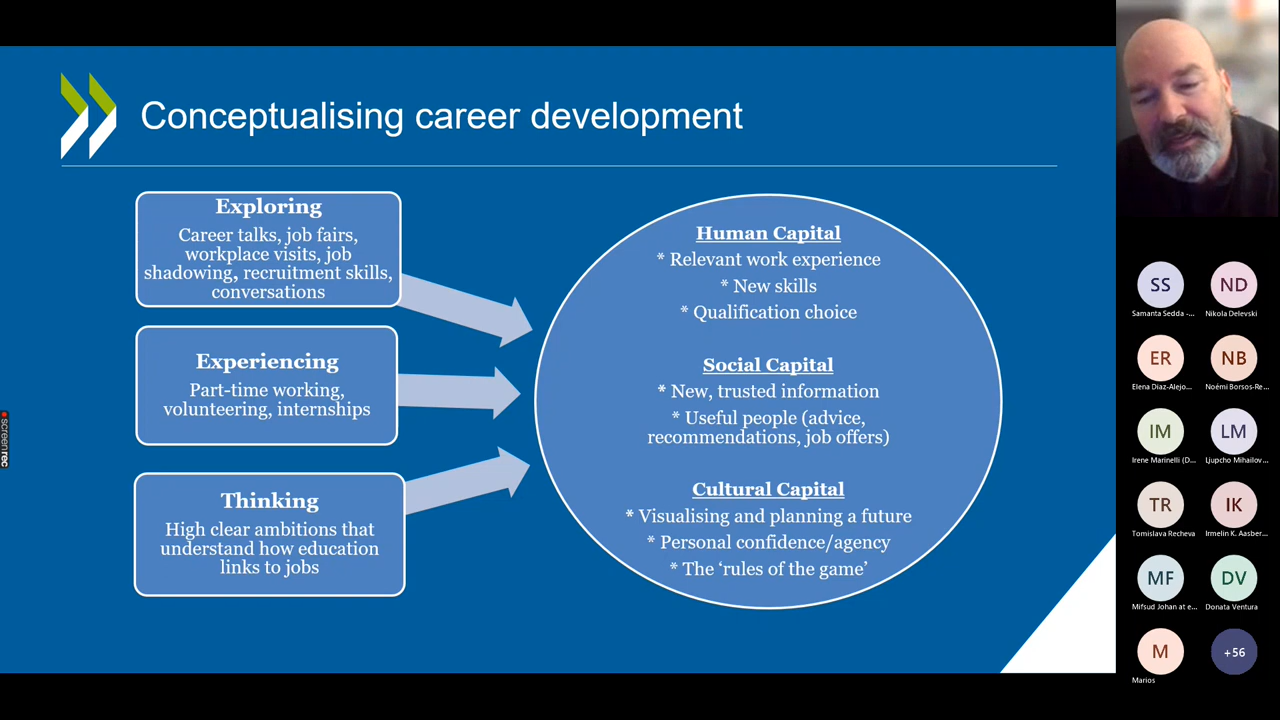 Conceptualising career development
Exploring
Career talks, job fairs,
workplace visits, job
shadowing, recruitment skills,
conversations
Experiencing
Part-time working,
volunteering, internships
Thinking
High clear ambitions that
understand how education
links to jobs
Human Capital
* Relevant work experience
* New skills
* Qualification choice
Social Capital
* New, trusted information
* Useful people (advice,
recommendations, job offers)
Cultural Capital
* Visualising and planning a future
* Personal confidence/agency
* The ‘rules of the game’
screenrec
SS
Samanta Sedda -...
ND
Nikola Delevski
ER
Elena Diaz-Alejo...
NB
Noémi Borsos-Re...
IM
Irene Marinelli (D...
LM
Ljupcho Mihailov...
TR
Tomislava Recheva
IK
Irmelin K. Aasber...
MF
Mifsud Johan at e...
DV
Donata Ventura
M
Marios
+56